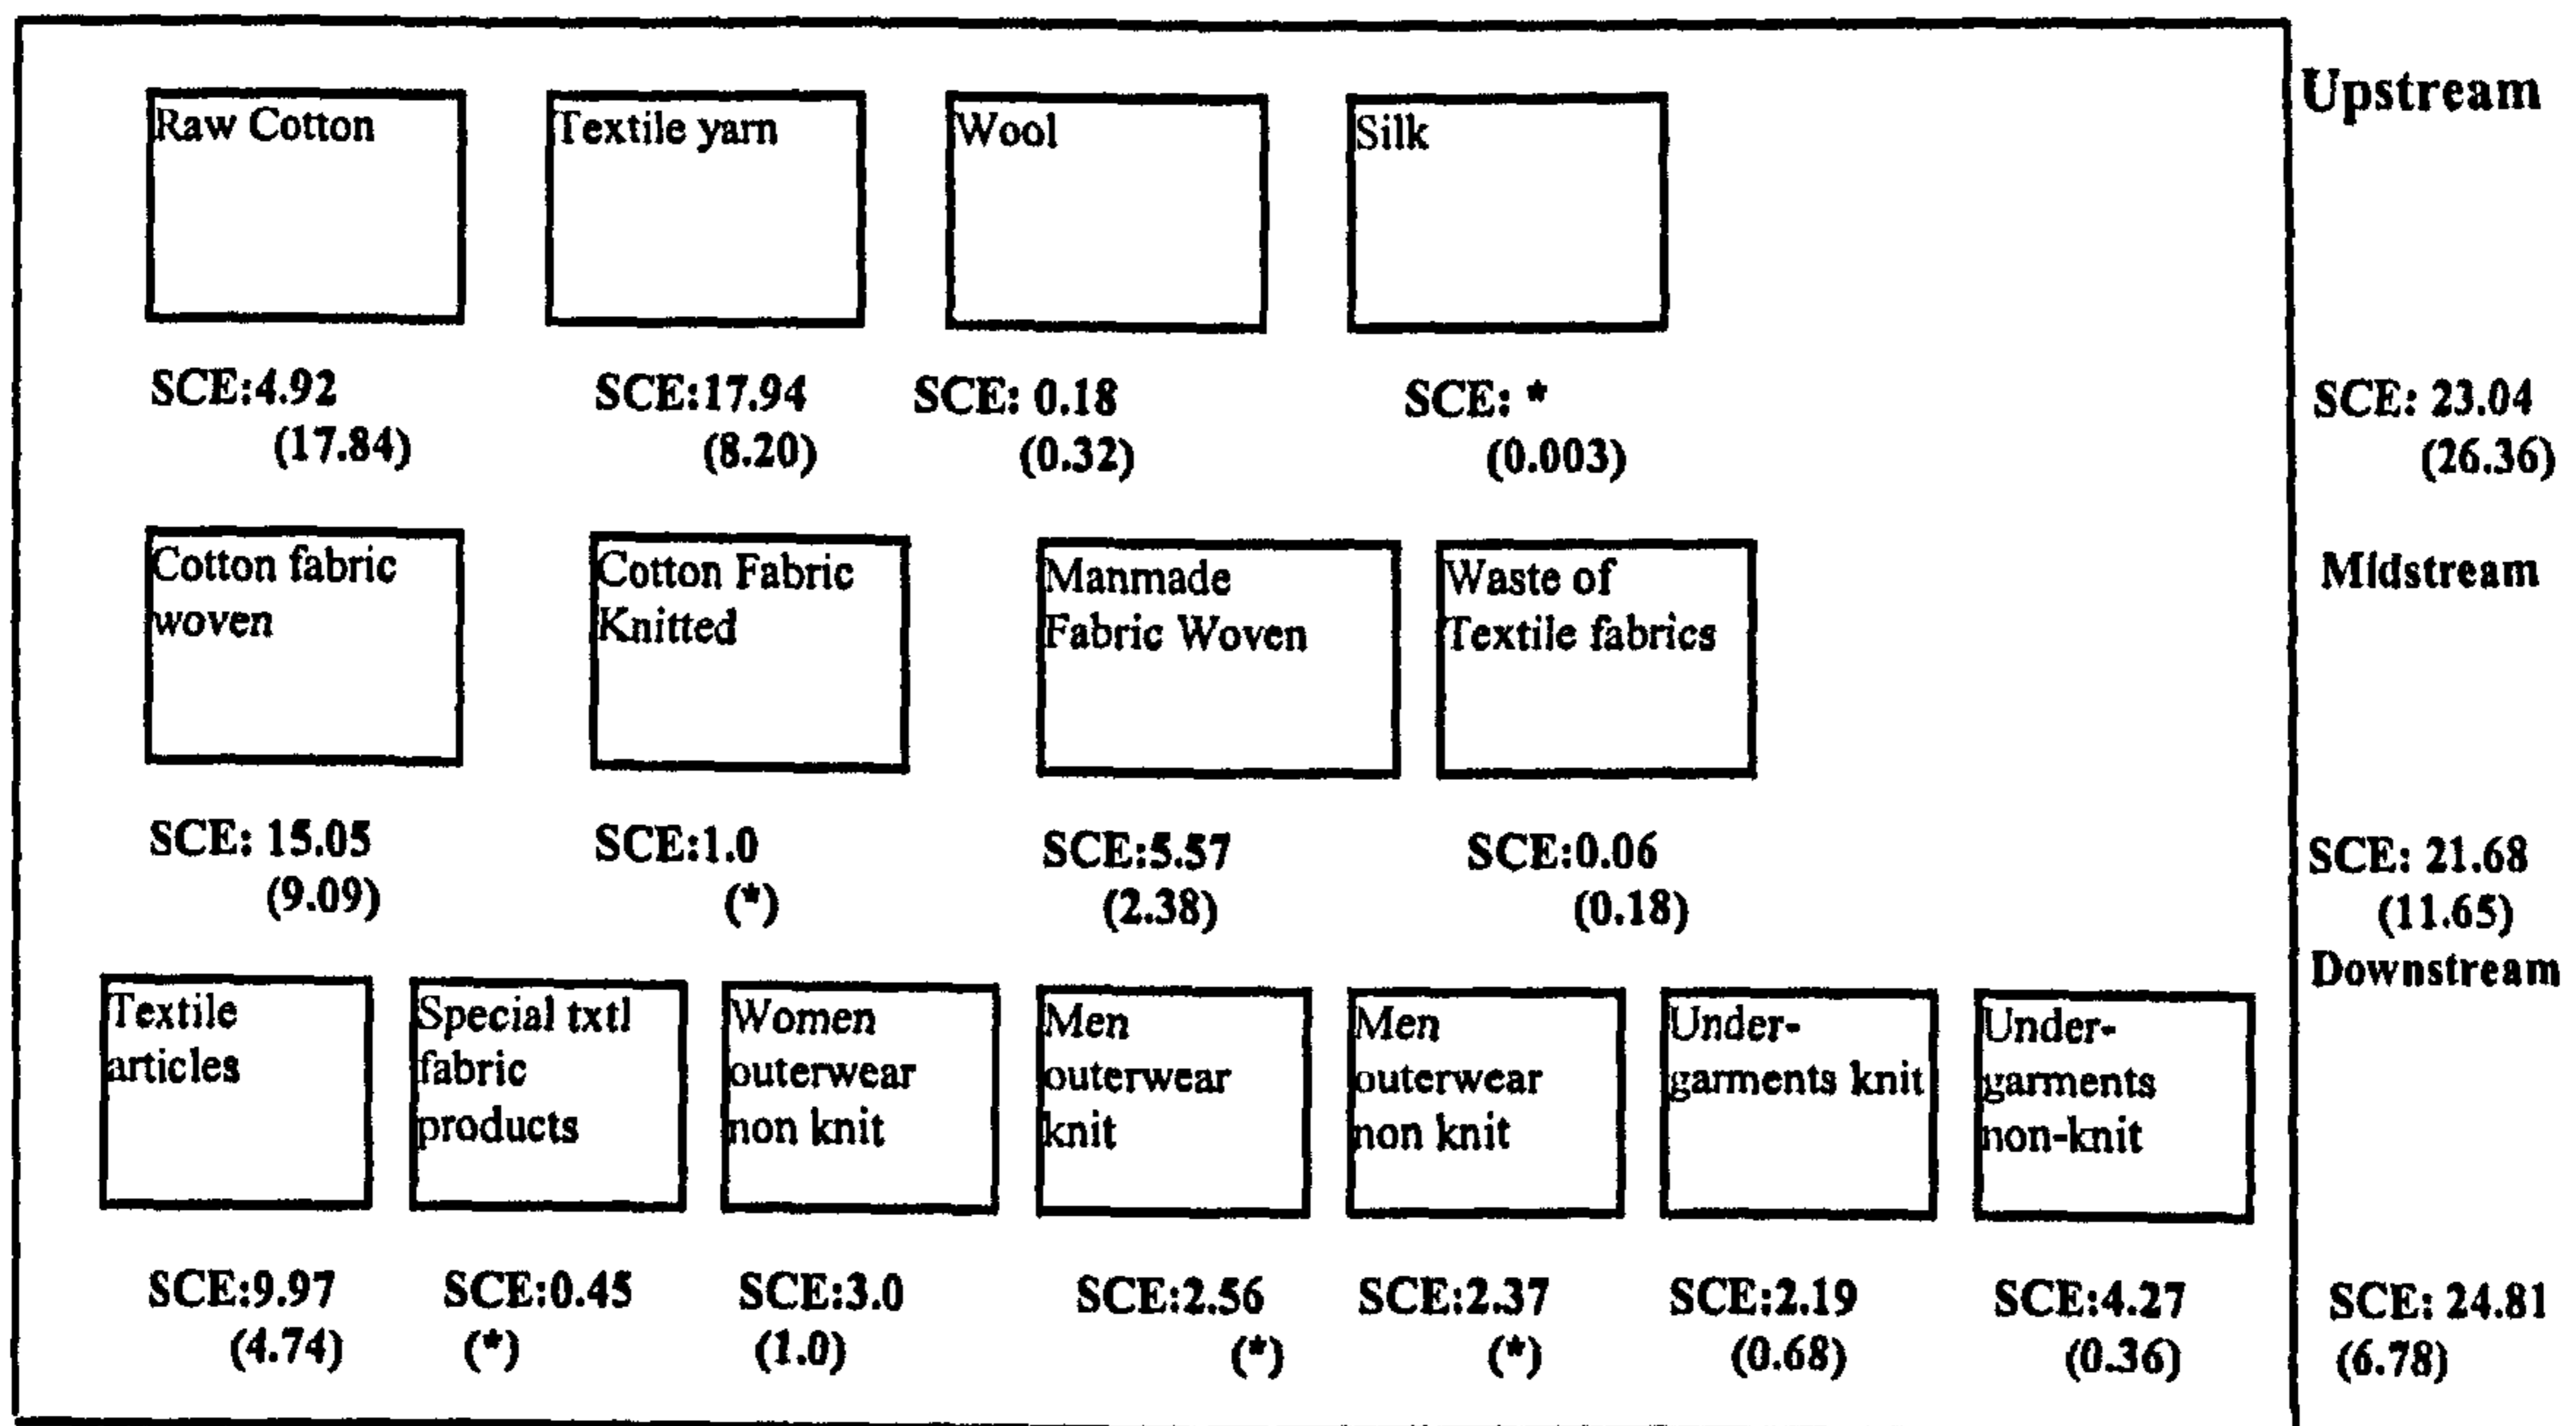 Upstream
Raw Cotton
Textile yarn
Wool
Silk
SCE:4.92
(17.84)
SCE:17.94
(8.20)
SCE: 0.18
(0.32)
SCE: *
(0.003)
SCE: 23.04
(26.36)
Midstream
Cotton fabric
woven
Cotton Fabric
Knitted
Manmade
Fabric Woven
Waste of
Textile fabrics
SCE: 15.05
(9.09)
SCE:1.0
(*)
SCE:5.57
(2.38)
SCE:0.06
(0.18)
SCE: 21.68
(11.65)
Downstream
Textile
articles
Special txtl
fabric
products
Women
outerwear
non knit
Men
outerwear
knit
Men
outerwear
non knit
Under-
garments knit
Under-
garments
non-knit
SCE:9.97
(4.74)
SCE:0.45
(*)
SCE:3.0
(1.0)
SCE:2.56
(*)
SCE:2.37
(*)
SCE:2.19
(0.68)
SCE:4.27
(0.36)
SCE: 24.81
(6.78)